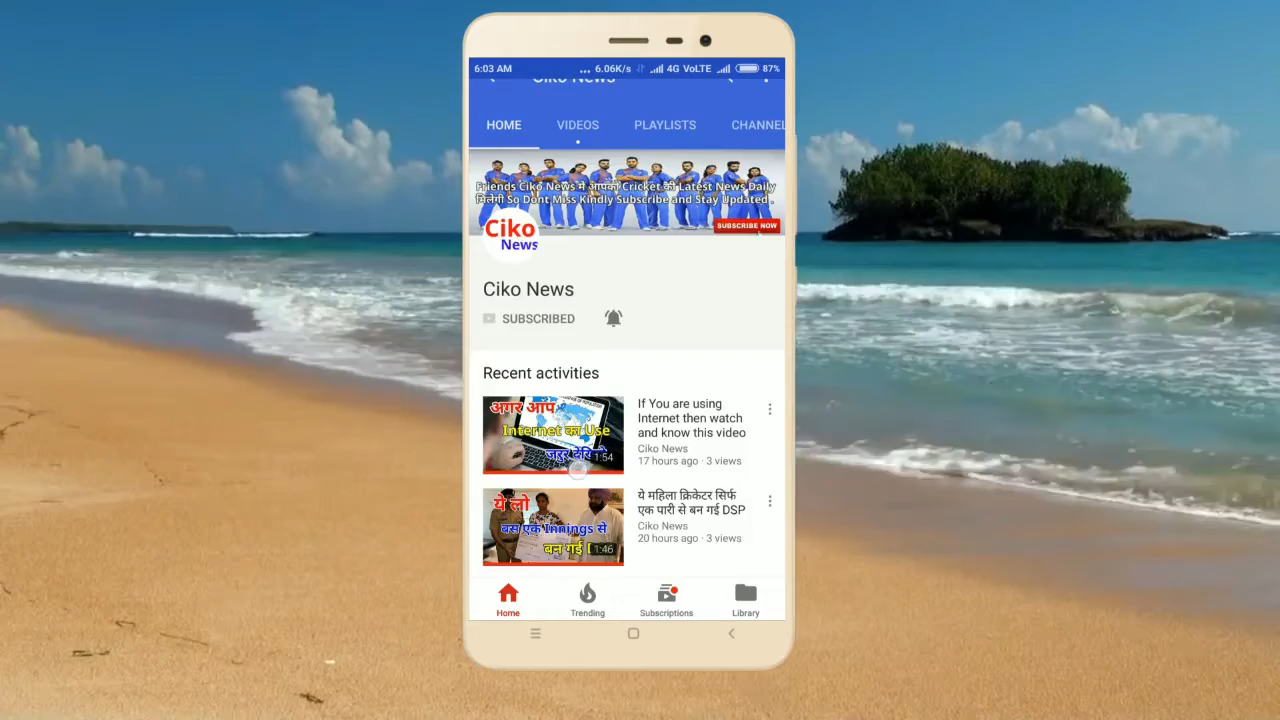 6:03 AM ... 6.06K/s 4G VoLTE 87%
Ciko News
HOME VIDEOS PLAYLISTS CHANNEL
Friends Ciko News में आपको Cricket की Latest News Daily
मिलेगी So Dont Miss Kindly Subscribe and Stay Updated .
SUBSCRIBE NOW
Ciko
News
Ciko News
SUBSCRIBED
Recent activities
अगर आप
Internet का Use
जरुर
1:54
If You are using
Internet then watch
and know this video
Ciko News
17 hours ago · 3 views
ये लो
बस एक Innings से
बन गई
1:46
ये महिला क्रिकेटर सिर्फ
एक पारी से बन गई DSP
Ciko News
20 hours ago · 3 views
Home Trending Subscriptions Library